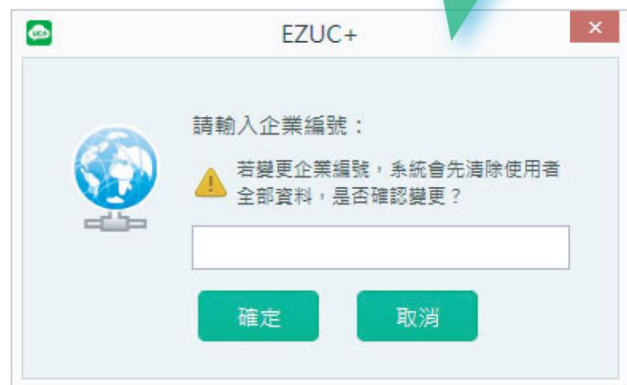 UC+
EZUC+
請輸入企業編號：
若變更企業編號，系統會先清除使用者
全部資料，是否確認變更？
確定
取消